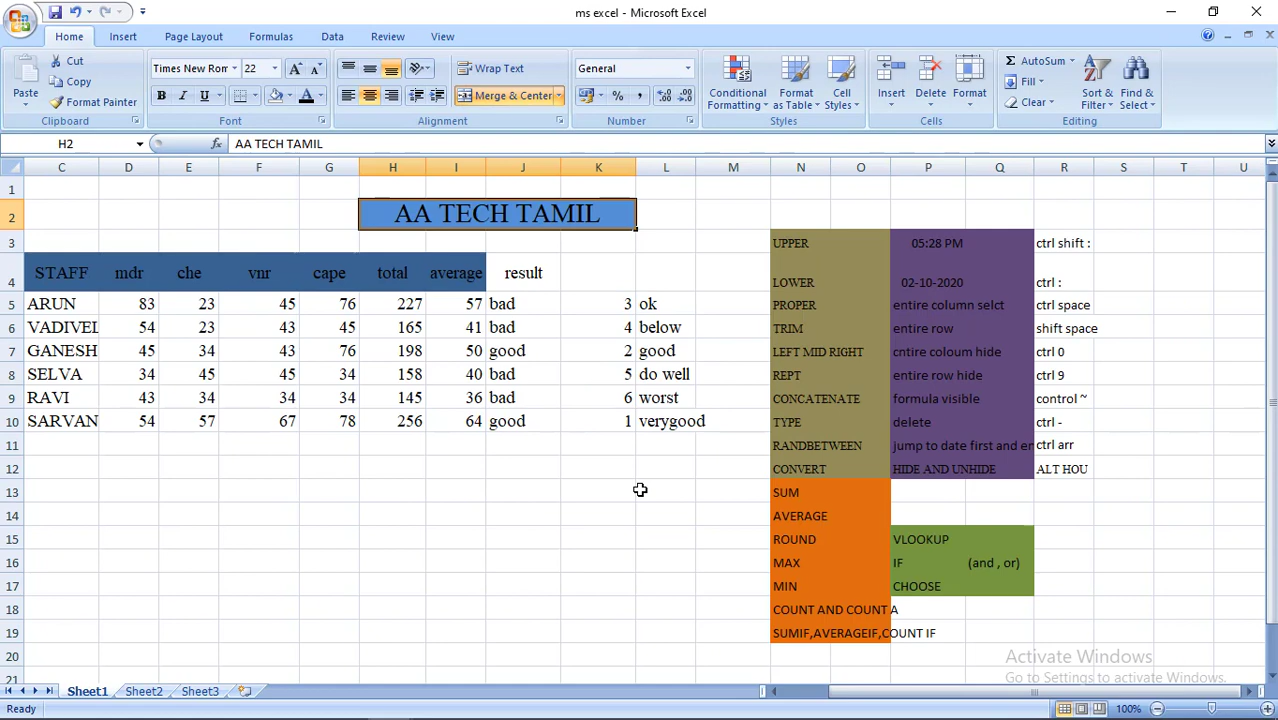 ms excel - Microsoft Excel
Home Insert Page Layout Formulas Data Review View
Paste Cut Copy Format Painter
Clipboard
Times New Rom 22
B I U A
Font
Wrap Text
Merge & Center
Alignment
General
% ,
Number
Conditional Formatting Format as Table Cell Styles
Styles
Insert Delete Format
Cells
Σ AutoSum Fill Clear
Sort & Filter Find & Select
Editing
H2 fx AA TECH TAMIL
C D E F G H I J K L M N O P Q R S T U
1
2 AA TECH TAMIL
3 UPPER 05:28 PM ctrl shift :
4 STAFF mdr che vnr cape total average result LOWER 02-10-2020 ctrl :
5 ARUN 83 23 45 76 227 57 bad 3 ok PROPER entire column selct ctrl space
6 VADIVEL 54 23 43 45 165 41 bad 4 below TRIM entire row shift space
7 GANESH 45 34 43 76 198 50 good 2 good LEFT MID RIGHT cntire coloum hide ctrl 0
8 SELVA 34 45 45 34 158 40 bad 5 do well REPT entire row hide ctrl 9
9 RAVI 43 34 34 34 145 36 bad 6 worst CONCATENATE formula visible control ~
10 SARVAN 54 57 67 78 256 64 good 1 verygood TYPE delete ctrl -
11 RANDBETWEEN jump to date first and en ctrl arr
12 CONVERT HIDE AND UNHIDE ALT HOU
13 SUM
14 AVERAGE
15 ROUND VLOOKUP
16 MAX IF (and , or)
17 MIN CHOOSE
18 COUNT AND COUNT A
19 SUMIF,AVERAGEIF,COUNT IF
20
21
Activate Windows
Go to Settings to activate Windows.
Sheet1 Sheet2 Sheet3
Ready 100%